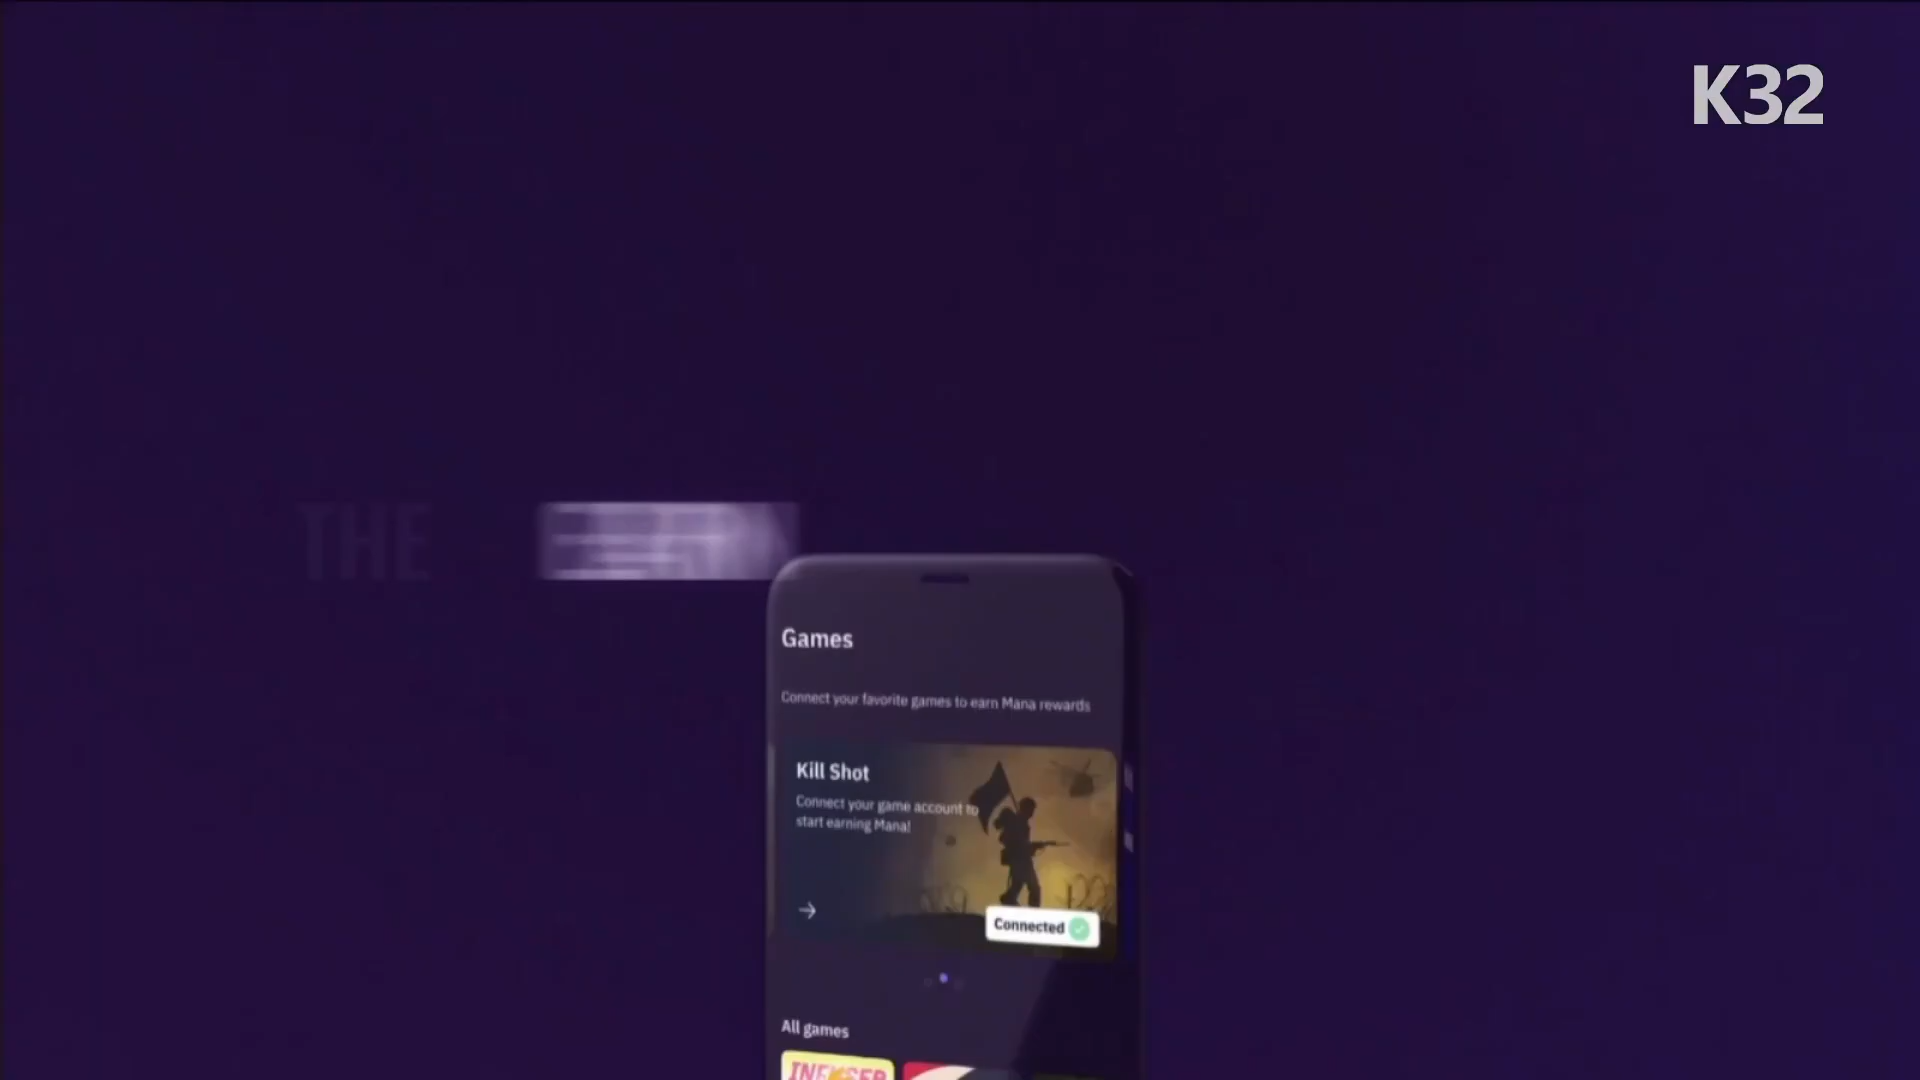 K32
THE
Games
Connect your favorite games to earn Mana rewards
Kill Shot
Connect your game account to
start earning Mana!
Connected
All games